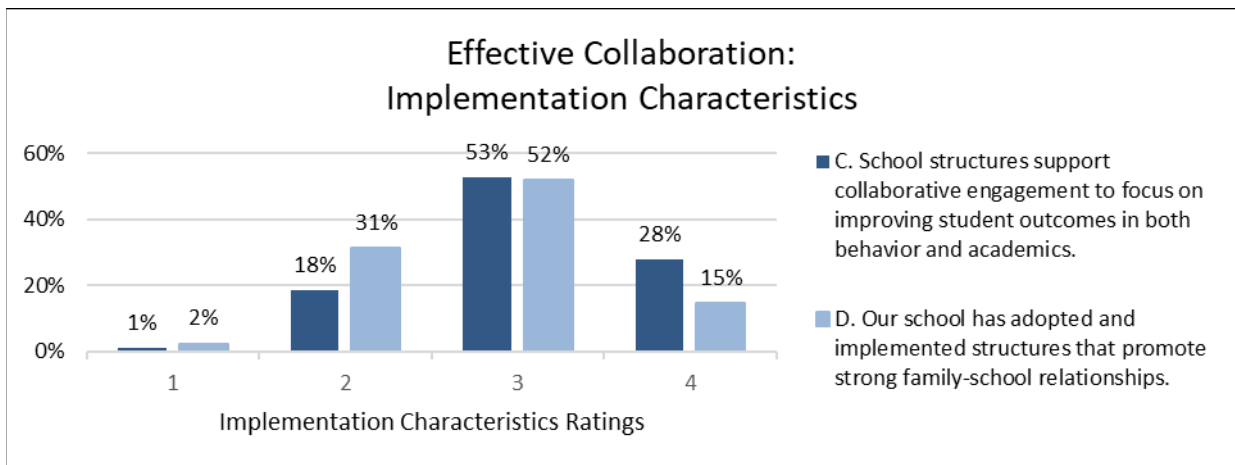 Effective Collaboration:
Implementation Characteristics
60%
40%
20%
0%
1%
2%
18%
31%
53%
52%
28%
15%
1
2
3
4
Implementation Characteristics Ratings
C. School structures support
collaborative engagement to focus on
improving student outcomes in both
behavior and academics.
D. Our school has adopted and
implemented structures that promote
strong family-school relationships.